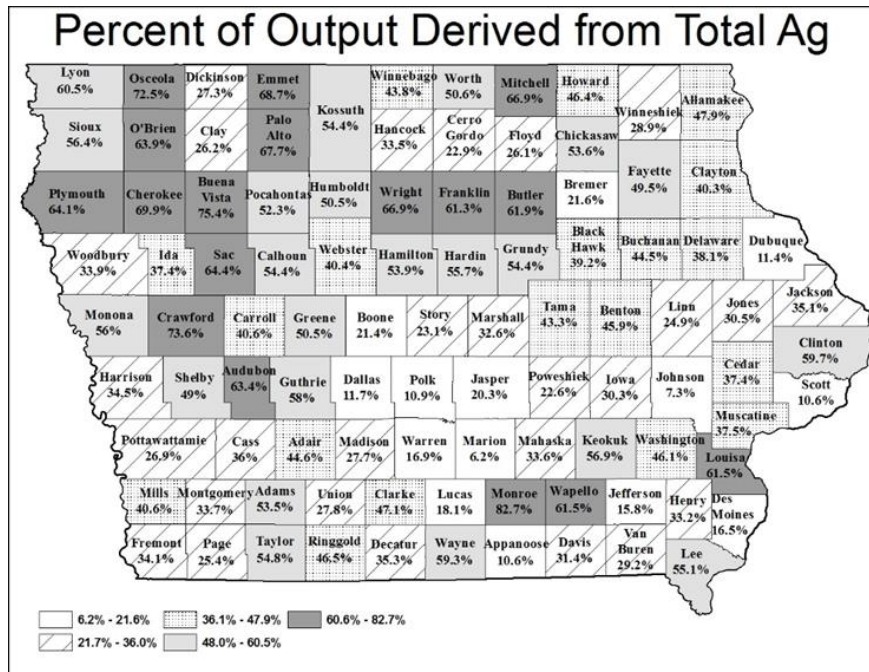 Percent of Output Derived from Total Ag
Lyon
60.5%
Osceola
72.5%
Dickinson
27.3%
Emmet
68.7%
Kossuth
54.4%
Winnebago
43.8%
Worth
50.6%
Mitchell
66.9%
Howard
46.4%
Winneshiek
28.9%
Allamakee
47.9%
Sioux
56.4%
O'Brien
63.9%
Clay
26.2%
Palo
Alto
67.7%
Hancock
33.5%
Cerro
Gordo
22.9%
Floyd
26.1%
Chickasaw
53.6%
Fayette
49.5%
Clayton
40.3%
Plymouth
64.1%
Cherokee
69.9%
Buena
Vista
75.4%
Pocahontas
52.3%
Humboldt
50.5%
Wright
66.9%
Franklin
61.3%
Butler
61.9%
Bremer
21.6%
Woodbury
33.9%
Ida
37.4%
Sac
64.4%
Calhoun
54.4%
Webster
40.4%
Hamilton
53.9%
Hardin
55.7%
Grundy
54.4%
Black
Hawk
39.2%
Buchanan
44.5%
Delaware
38.1%
Dubuque
11.4%
Monona
56%
Crawford
73.6%
Carroll
40.6%
Greene
50.5%
Boone
21.4%
Story
23.1%
Marshall
32.6%
Tama
43.3%
Benton
45.9%
Linn
24.9%
Jones
30.5%
Jackson
35.1%
Clinton
59.7%
Harrison
34.5%
Shelby
49%
Audubon
63.4%
Guthrie
58%
Dallas
11.7%
Polk
10.9%
Jasper
20.3%
Poweshiek
22.6%
Iowa
30.3%
Johnson
7.3%
Cedar
37.4%
Scott
10.6%
Muscatine
37.5%
Pottawattamie
26.9%
Cass
36%
Adair
44.6%
Madison
27.7%
Warren
16.9%
Marion
6.2%
Mahaska
33.6%
Keokuk
56.9%
Washington
46.1%
Louisa
61.5%
Mills
40.6%
Montgomery
33.7%
Adams
53.5%
Union
27.8%
Clarke
47.1%
Lucas
18.1%
Monroe
82.7%
Wapello
61.5%
Jefferson
15.8%
Henry
33.2%
Des
Moines
16.5%
Fremont
34.1%
Page
25.4%
Taylor
54.8%
Ringgold
46.5%
Decatur
35.3%
Wayne
59.3%
Appanoose
10.6%
Davis
31.4%
Van
Buren
29.2%
Lee
55.1%
6.2% - 21.6%
36.1% - 47.9%
60.6% - 82.7%
21.7% - 36.0%
48.0% - 60.5%